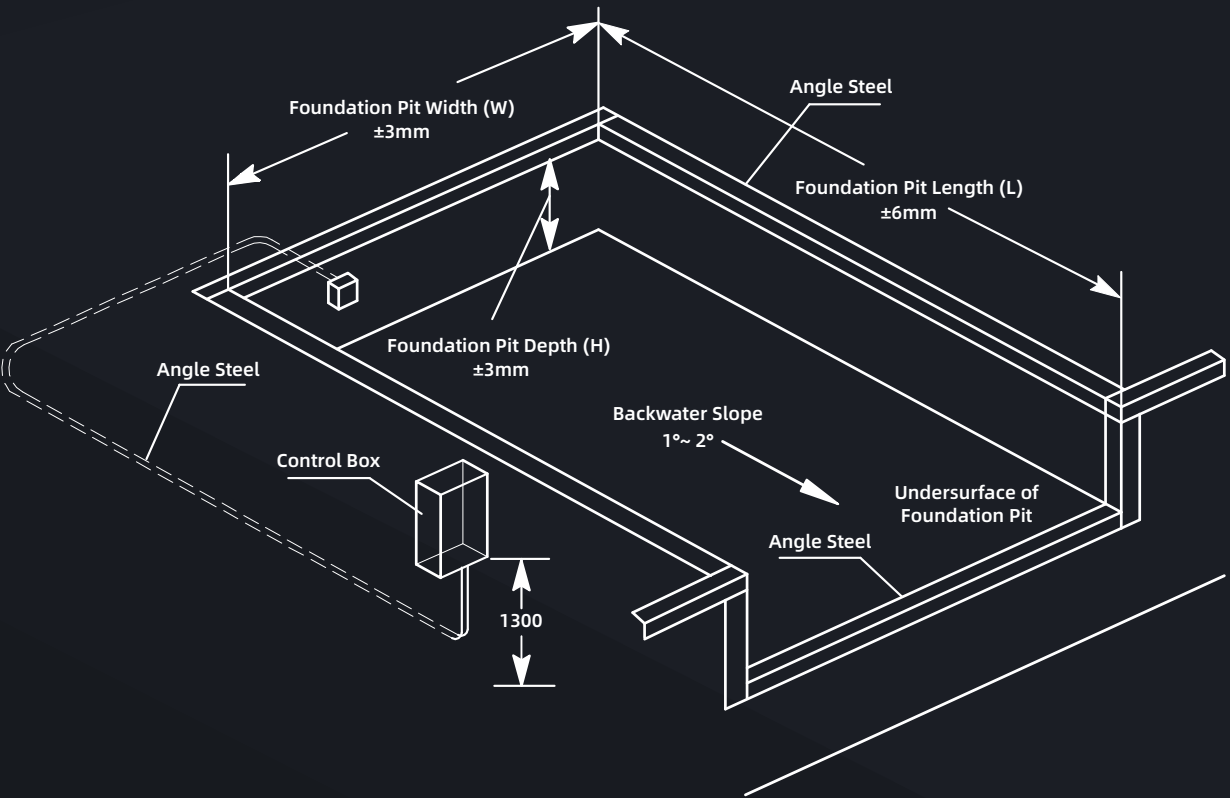 Foundation Pit Width (W)
±3mm
Angle Steel
Foundation Pit Length (L)
±6mm
Foundation Pit Depth (H)
±3mm
Angle Steel
Backwater Slope
1°~ 2°
Control Box
Undersurface of
Foundation Pit
Angle Steel
1300